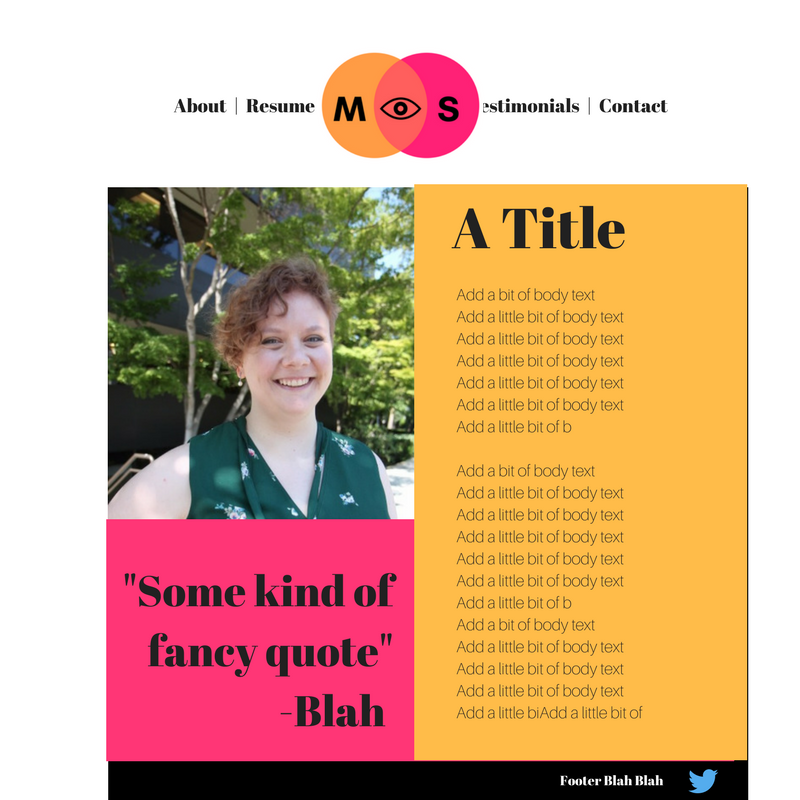 About | Resume
M S
estimonials | Contact
A Title
Add a bit of body text
Add a little bit of body text
Add a little bit of body text
Add a little bit of body text
Add a little bit of body text
Add a little bit of body text
Add a little bit of b
Add a bit of body text
Add a little bit of body text
Add a little bit of body text
Add a little bit of body text
Add a little bit of body text
Add a little bit of body text
Add a little bit of b
Add a bit of body text
Add a little bit of body text
Add a little bit of body text
Add a little bit of body text
Add a little biAdd a little bit of
"Some kind of
fancy quote"
-Blah
Footer Blah Blah